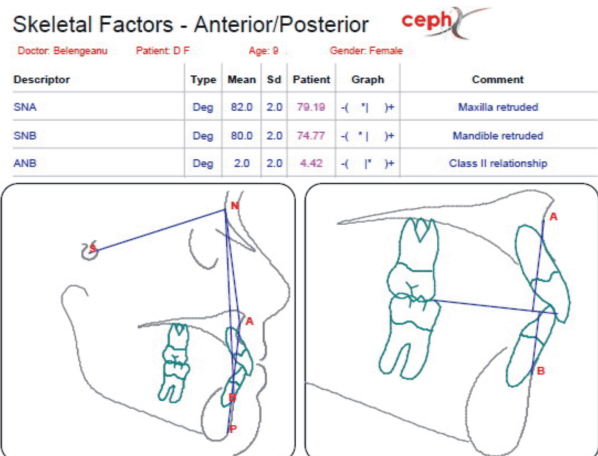 Skeletal Factors - Anterior/Posterior
cephX
Doctor: Belengeanu Patient: D F Age: 9 Gender: Female
Descriptor Type Mean Sd Patient Graph Comment
SNA Deg 82.0 2.0 79.19 -( *| )+ Maxilla retruded
SNB Deg 80.0 2.0 74.77 -( *| )+ Mandible retruded
ANB Deg 2.0 2.0 4.42 -( |* )+ Class II relationship
N
S
A
B
P
A
B